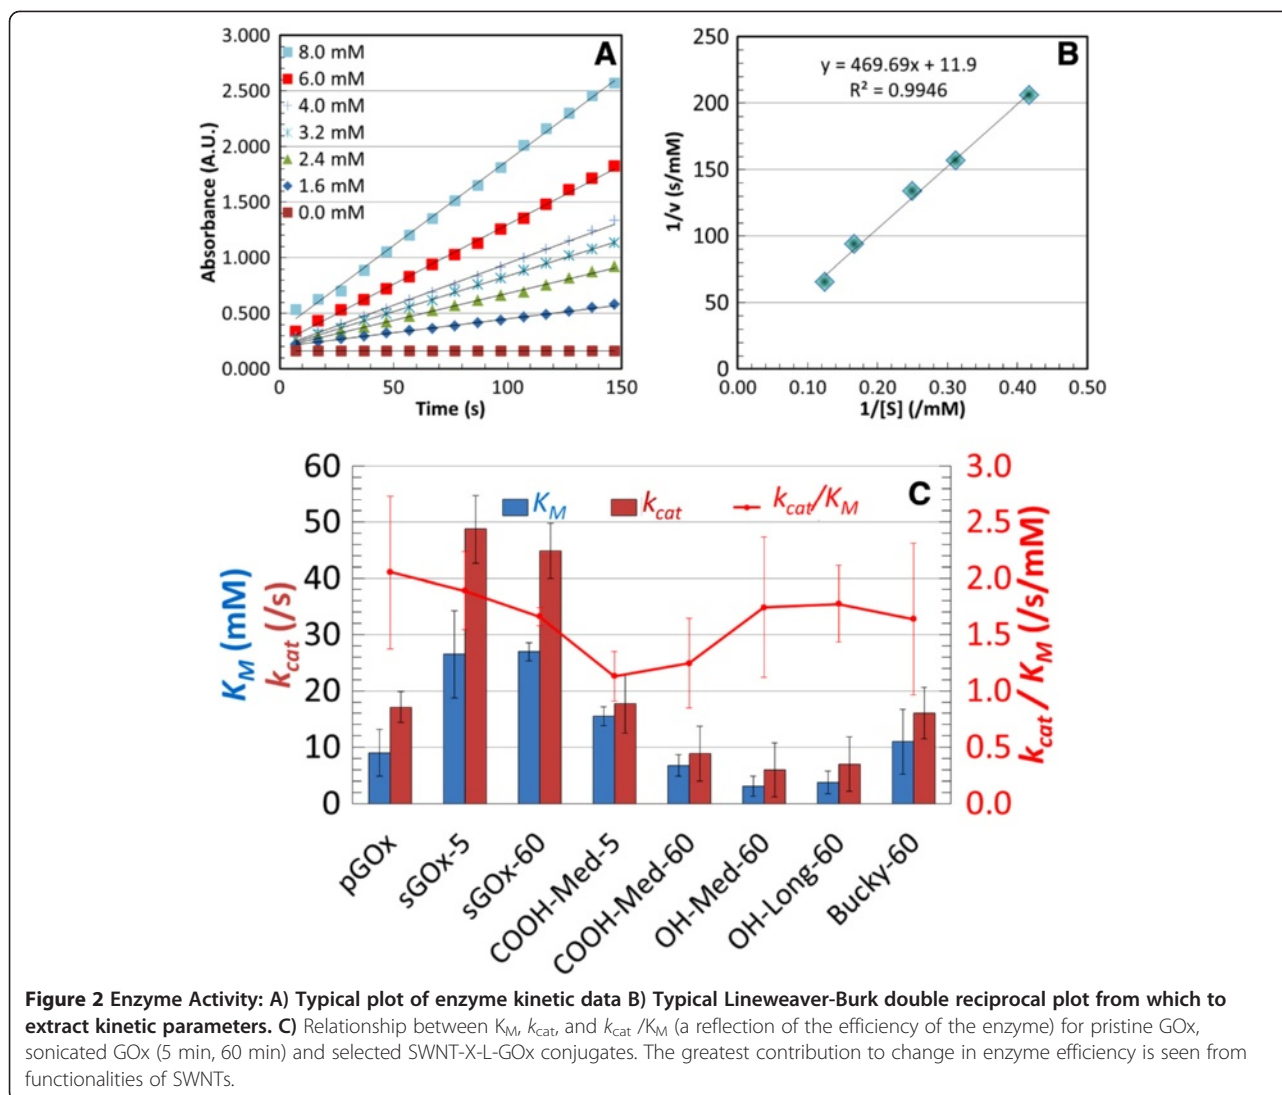 3.000
2.500
2.000
1.500
1.000
0.500
0.000
Absorbance (A.U.)
8.0 mM
6.0 mM
4.0 mM
3.2 mM
2.4 mM
1.6 mM
0.0 mM
A
0
50
100
150
Time (s)
250
200
150
100
50
0
1/v (s/mM)
y = 469.69x + 11.9
R² = 0.9946
B
0.00
0.10
0.20
0.30
0.40
0.50
1/[S] (/mM)
60
50
40
30
20
10
0
K_M (mM)
k_cat (/s)
K_M
k_cat
k_cat/K_M
C
3.0
2.5
2.0
1.5
1.0
0.5
0.0
k_cat/K_M (/s/mM)
pGOx
sGOx-5
sGOx-60
COOH-Med-5
COOH-Med-60
OH-Med-60
OH-Long-60
Bucky-60
Figure 2 Enzyme Activity: A) Typical plot of enzyme kinetic data B) Typical Lineweaver-Burk double reciprocal plot from which to
extract kinetic parameters. C) Relationship between K_M, k_cat, and k_cat /K_M (a reflection of the efficiency of the enzyme) for pristine GOx,
sonicated GOx (5 min, 60 min) and selected SWNT-X-L-GOx conjugates. The greatest contribution to change in enzyme efficiency is seen from
functionalities of SWNTs.